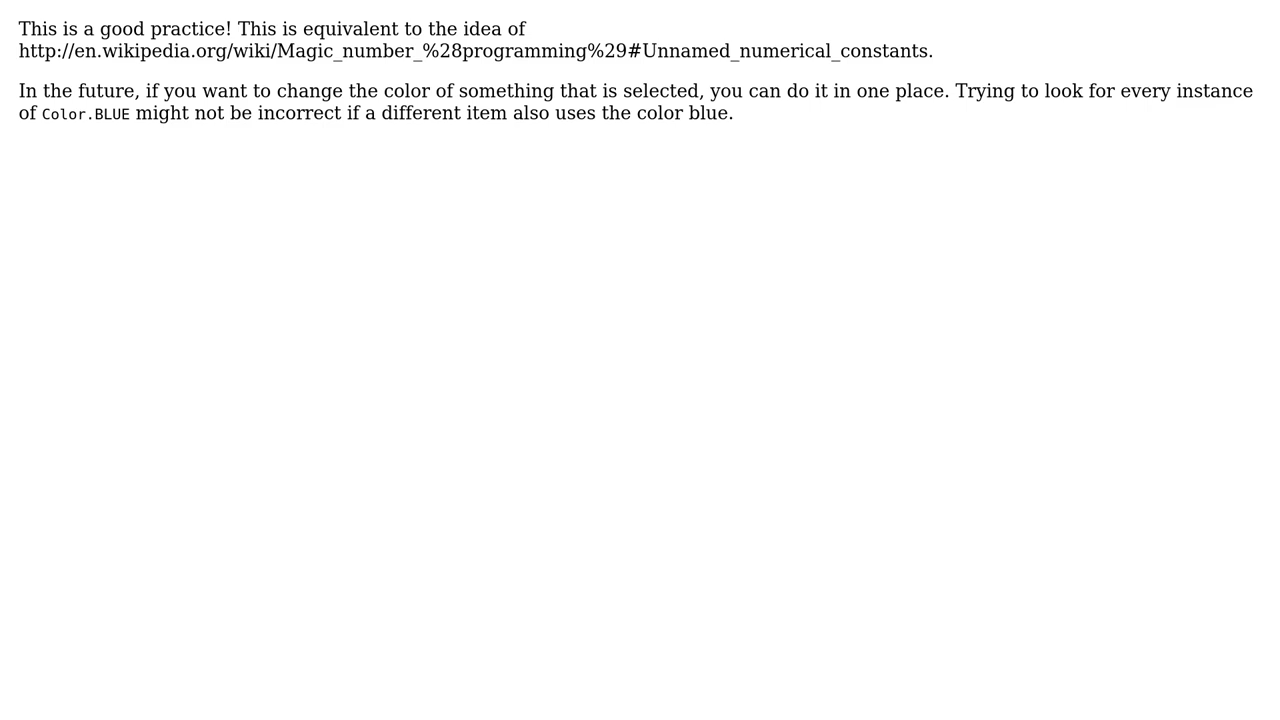 This is a good practice! This is equivalent to the idea of
http://en.wikipedia.org/wiki/Magic_number_%28programming%29#Unnamed_numerical_constants.
In the future, if you want to change the color of something that is selected, you can do it in one place. Trying to look for every instance
of Color.BLUE might not be incorrect if a different item also uses the color blue.